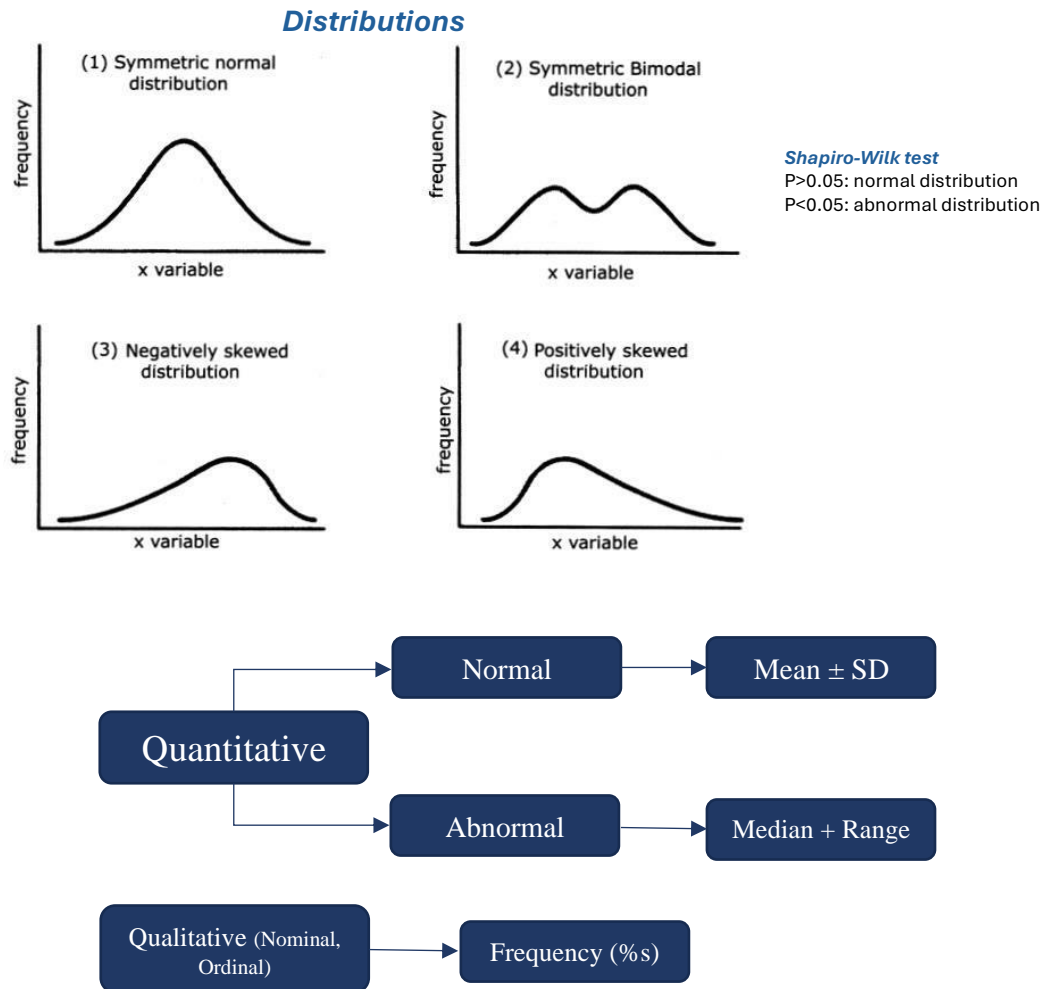 Distributions
(1) Symmetric normal
distribution
frequency
x variable
(2) Symmetric Bimodal
distribution
frequency
x variable
Shapiro-Wilk test
P>0.05: normal distribution
P<0.05: abnormal distribution
(3) Negatively skewed
distribution
frequency
x variable
(4) Positively skewed
distribution
frequency
x variable
Quantitative
Normal
Mean ± SD
Abnormal
Median + Range
Qualitative (Nominal,
Ordinal)
Frequency (%s)